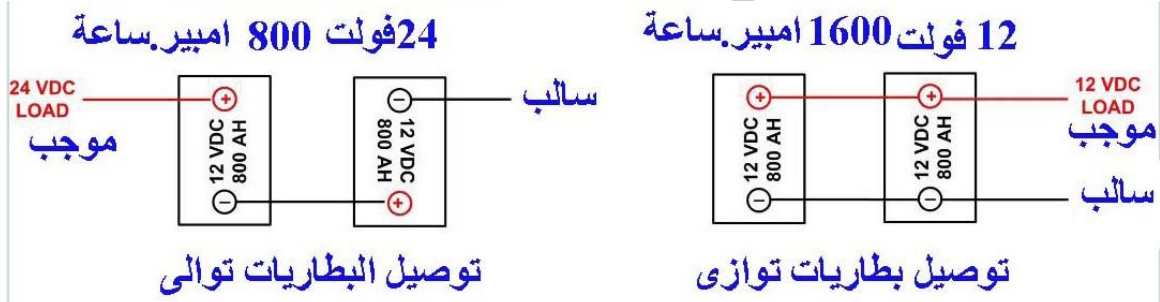 24فولت 800 امبير.ساعة
24 VDC
LOAD
موجب
12 VDC
800 AH
12 VDC
800 AH
سالب
توصيل البطاريات توالى
12 فولت 1600 امبير.ساعة
12 VDC
800 AH
12 VDC
800 AH
12 VDC
LOAD
موجب
سالب
توصيل بطاريات توازى